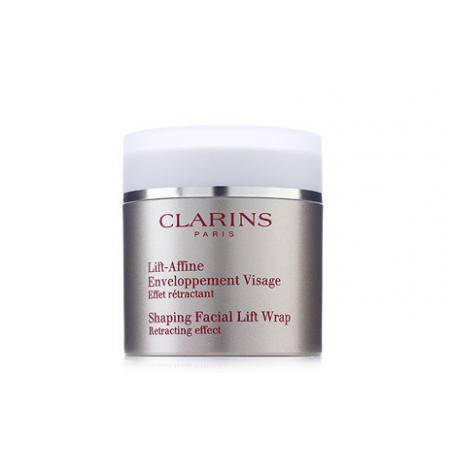 CLARINS
PARIS
Lift-Affine
Enveloppement Visage
Effet rétractant
Shaping Facial Lift Wrap
Retracting effect